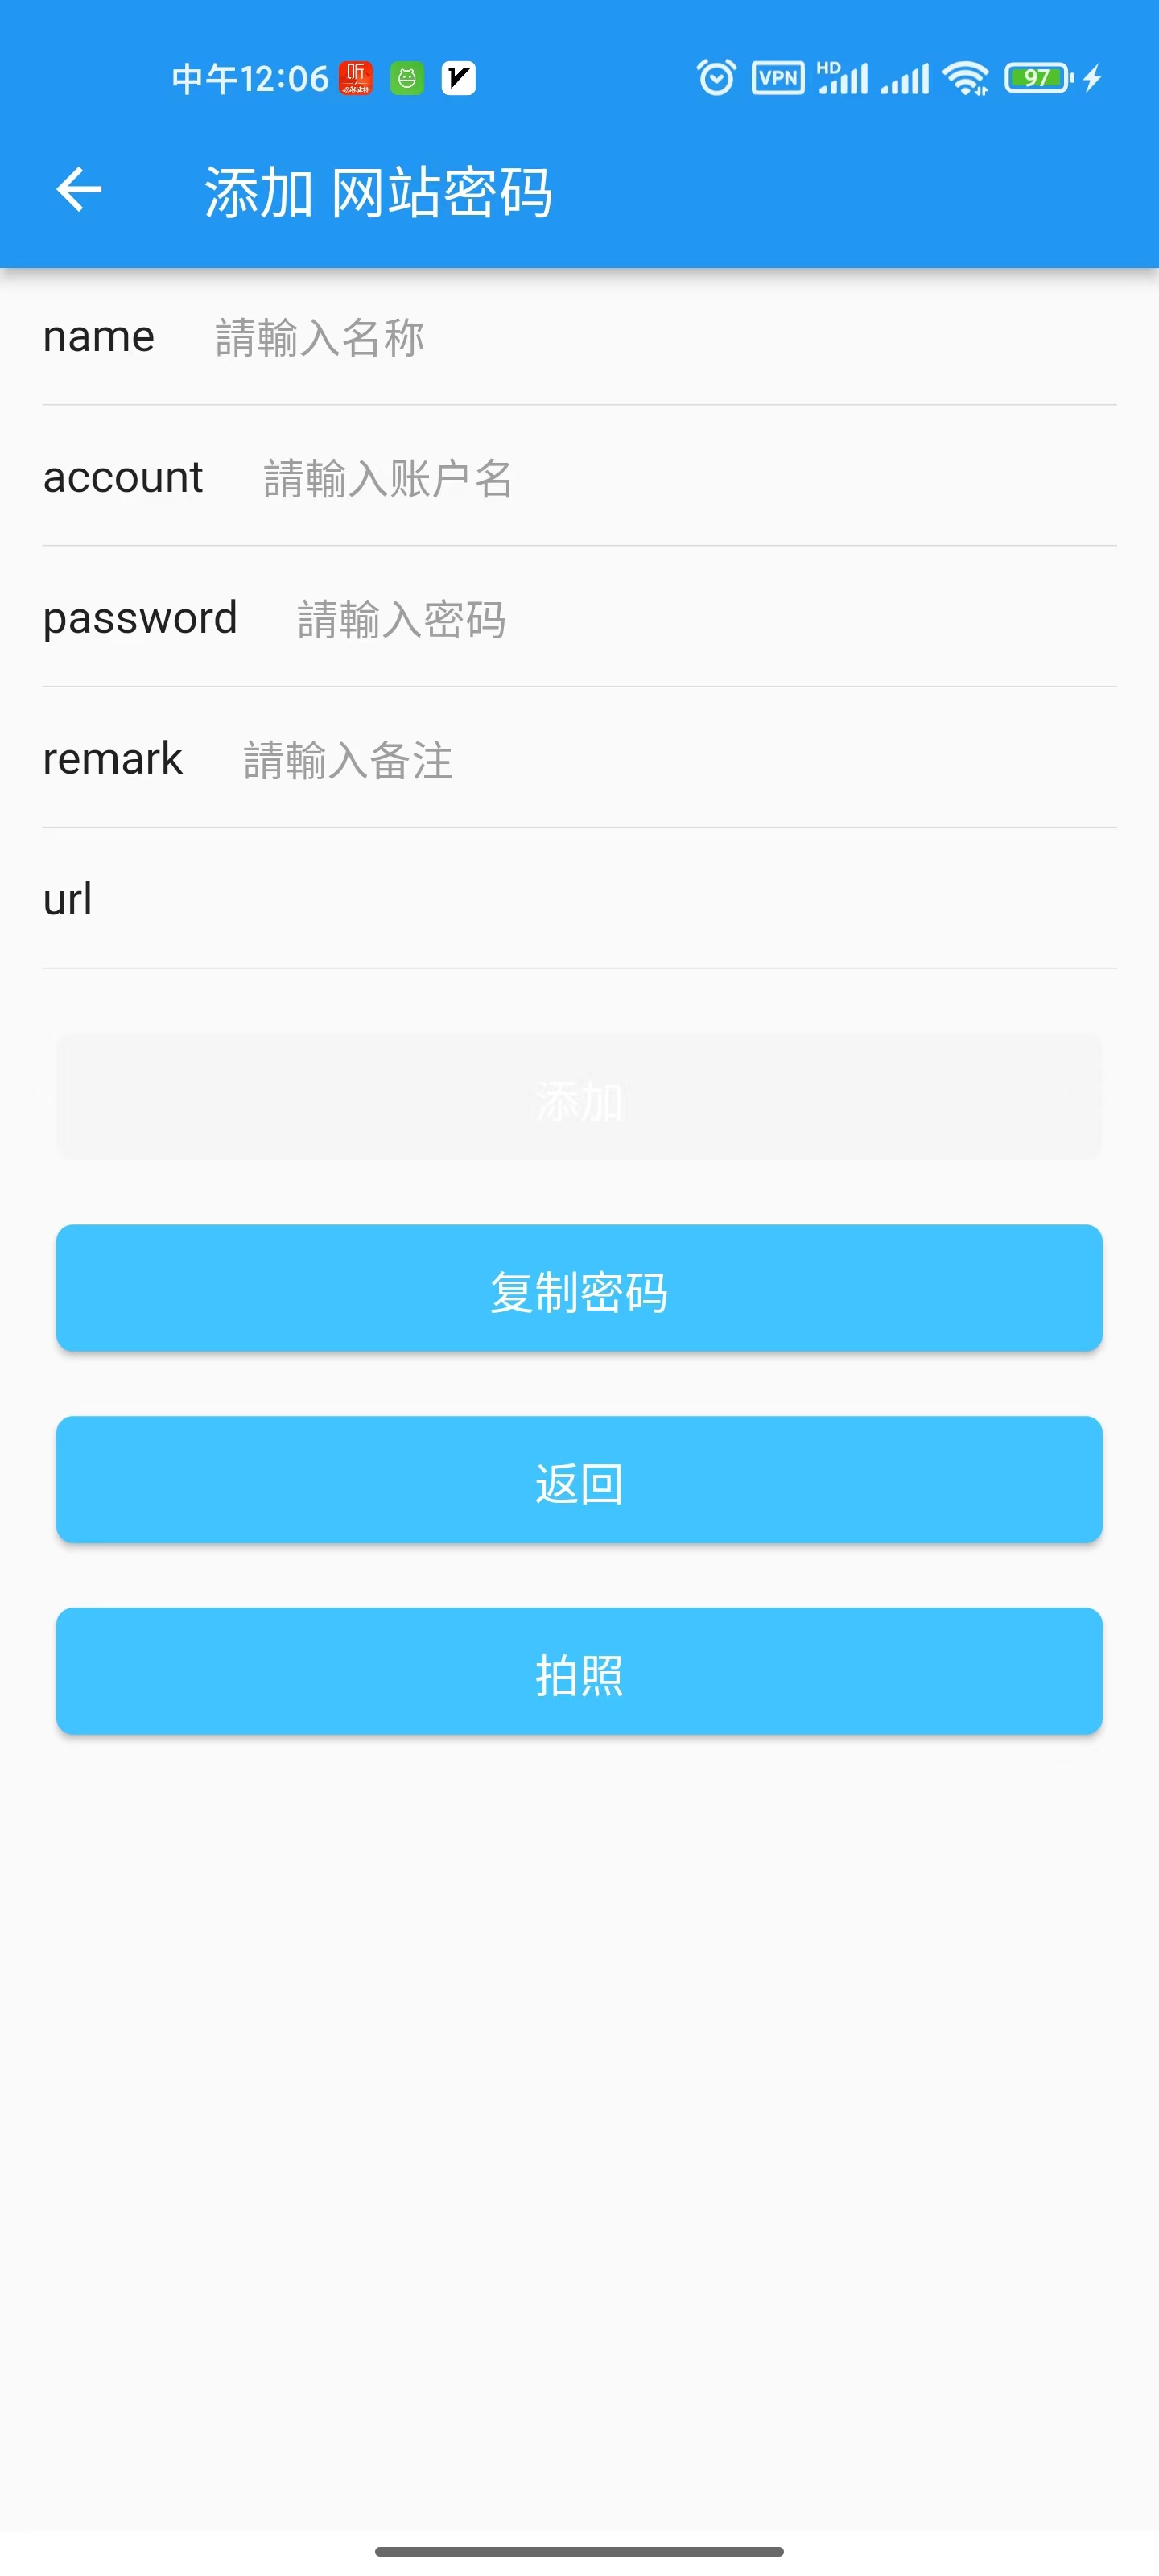 中午12:06 听 VPN HD 97
添加 网站密码
name 請輸入名称
account 請輸入账户名
password 請輸入密码
remark 請輸入备注
url
添加
复制密码
返回
拍照